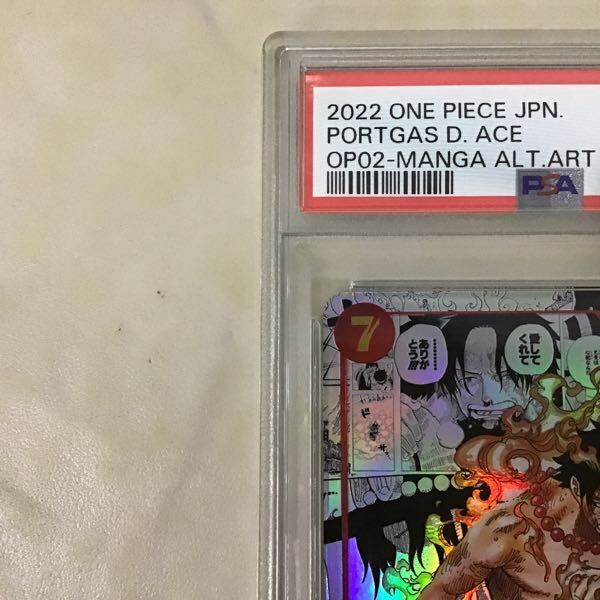 2022 ONE PIECE JPN.
PORTGAS D. ACE
OP02-MANGA ALT.ART
PSA
7
愛して
くれて
………
ありが
とう!!!